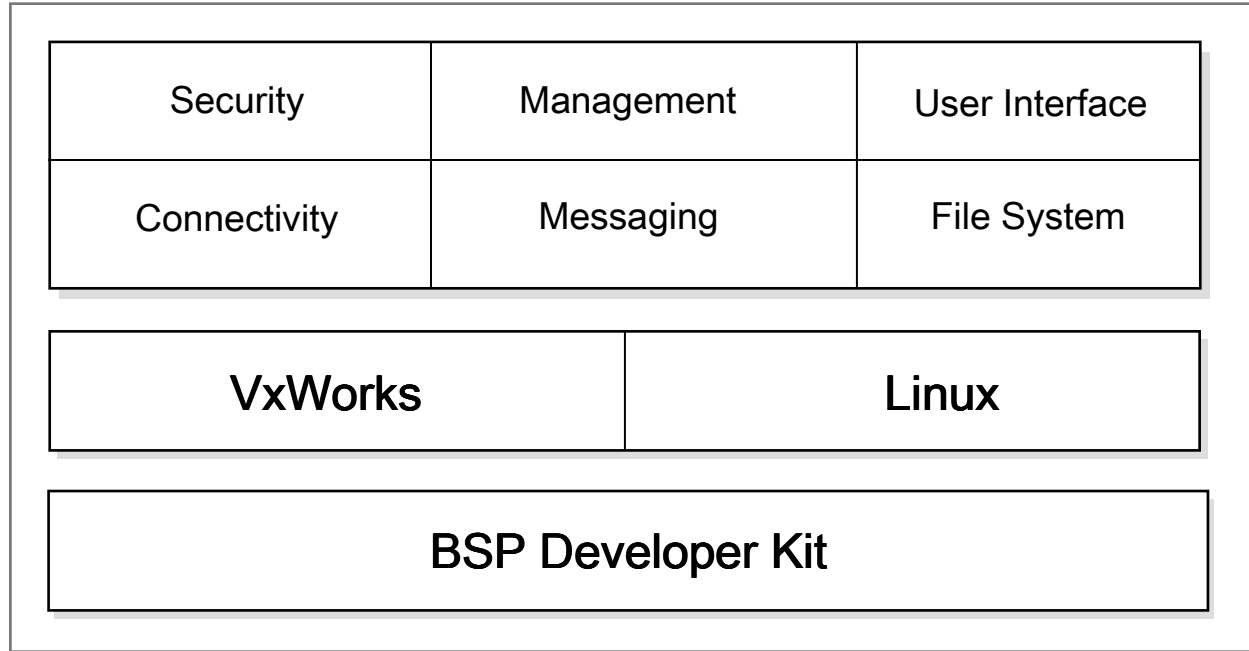 Security
Management
User Interface
Connectivity
Messaging
File System
VxWorks
Linux
BSP Developer Kit